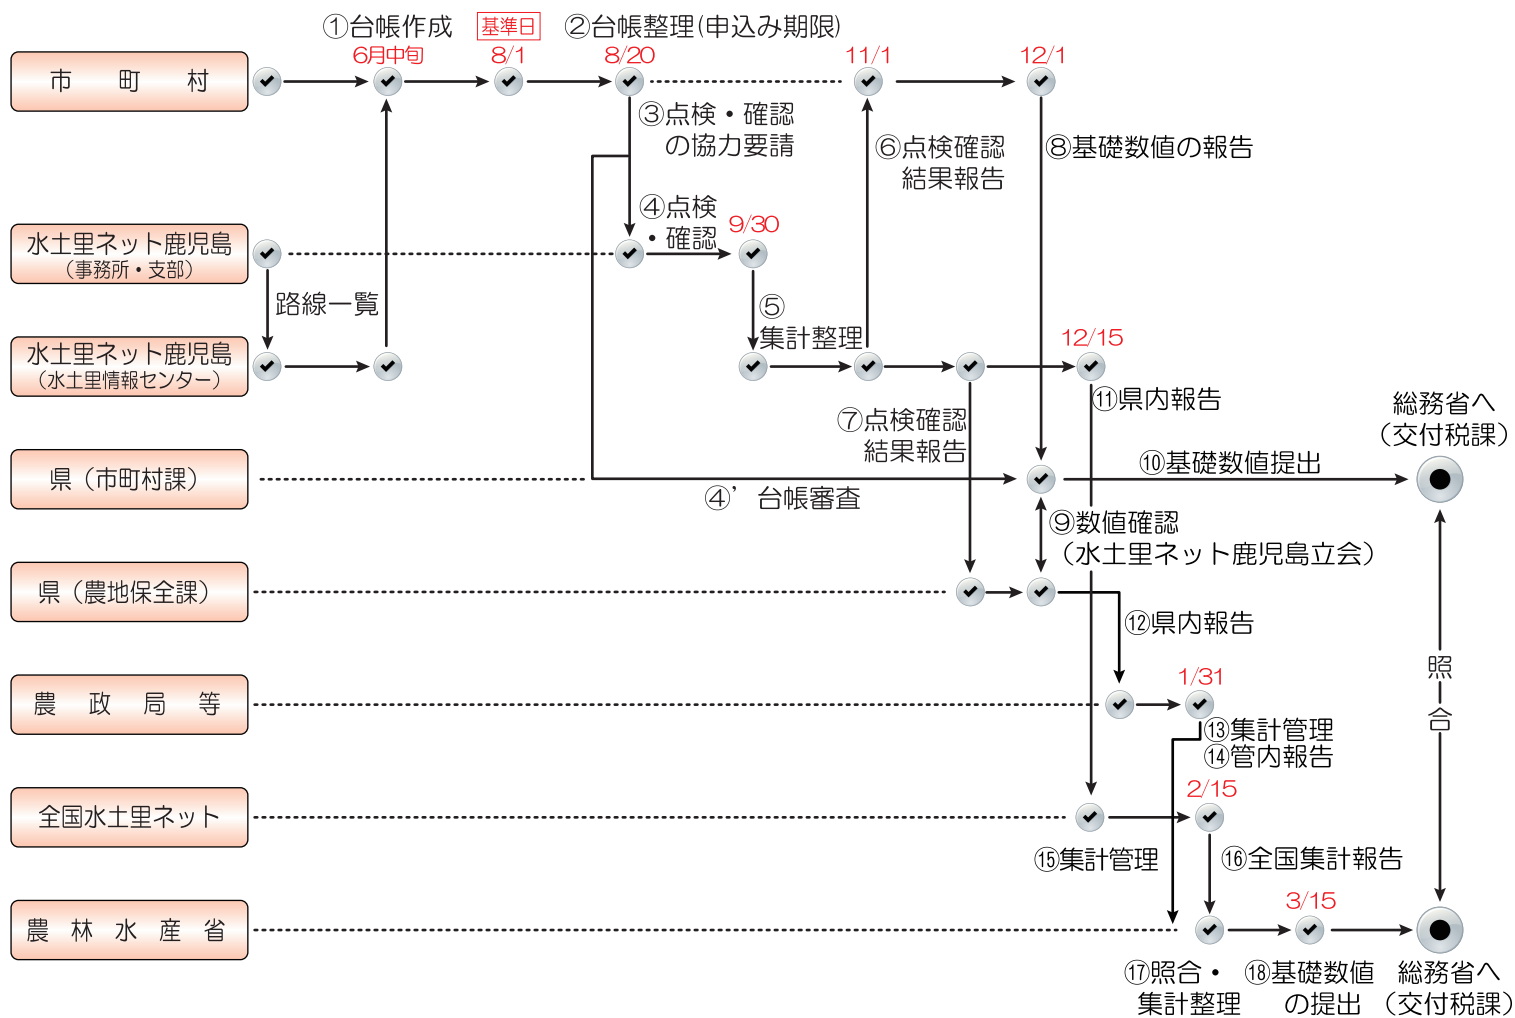 ①台帳作成
基準日
②台帳整理(申込み期限)
6月中旬
8/1
8/20
11/1
12/1
市町村
③点検・確認
の協力要請
⑥点検確認
結果報告
⑧基礎数値の報告
④点検
・確認
9/30
水土里ネット鹿児島
（事務所・支部）
路線一覧
⑤
集計整理
12/15
水土里ネット鹿児島
（水土里情報センター）
⑪県内報告
⑦点検確認
結果報告
総務省へ
（交付税課）
県（市町村課）
⑩基礎数値提出
④’台帳審査
⑨数値確認
（水土里ネット鹿児島立会）
県（農地保全課）
⑫県内報告
照合
農政局等
1/31
⑬集計管理
⑭管内報告
全国水土里ネット
2/15
⑮集計管理
⑯全国集計報告
農林水産省
3/15
⑰照合・
集計整理
⑱基礎数値
の提出
総務省へ
（交付税課）